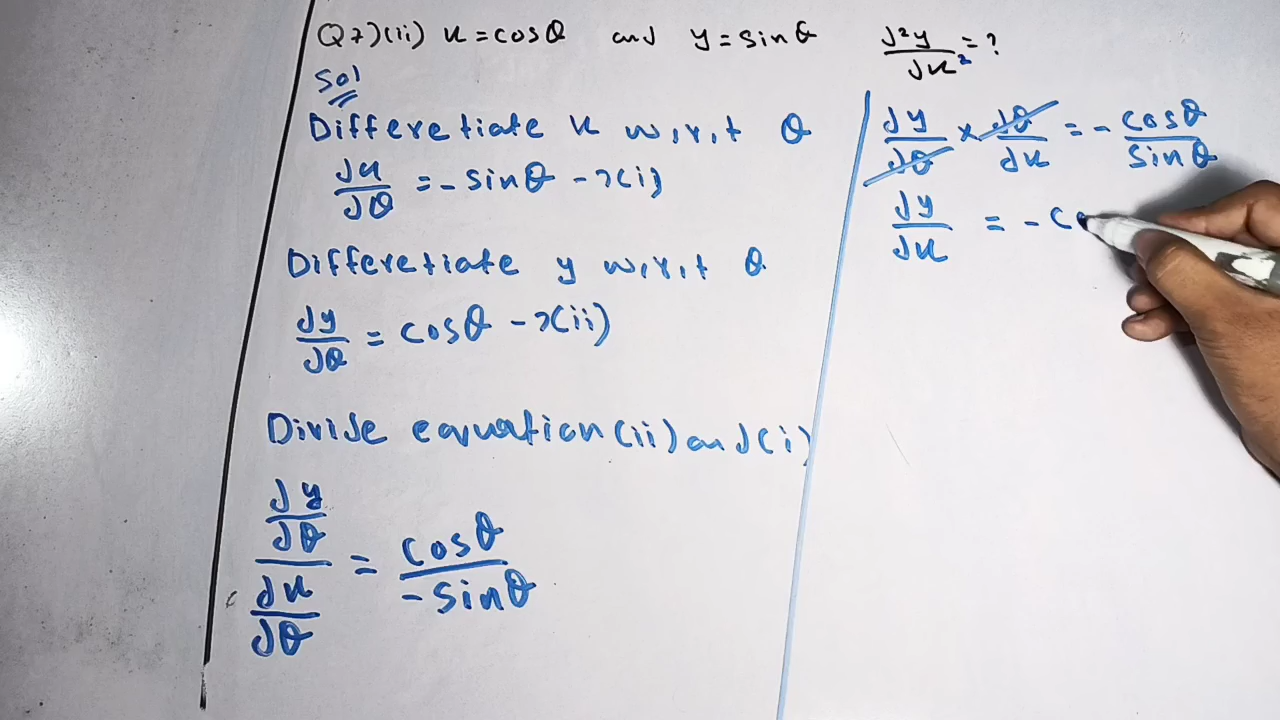 Q7)(ii) x = cosθ and y = sinθ d²y/dx² = ?
Sol
Differetiate x w.r.t θ
dx/dθ = - sinθ → (i)
Differetiate y w.r.t θ
dy/dθ = cosθ → (ii)
Divide equation (ii) and (i)
dy/dθ / dx/dθ = cosθ / - sinθ
dy/dθ × dθ/dx = - cosθ/sinθ
dy/dx = - co